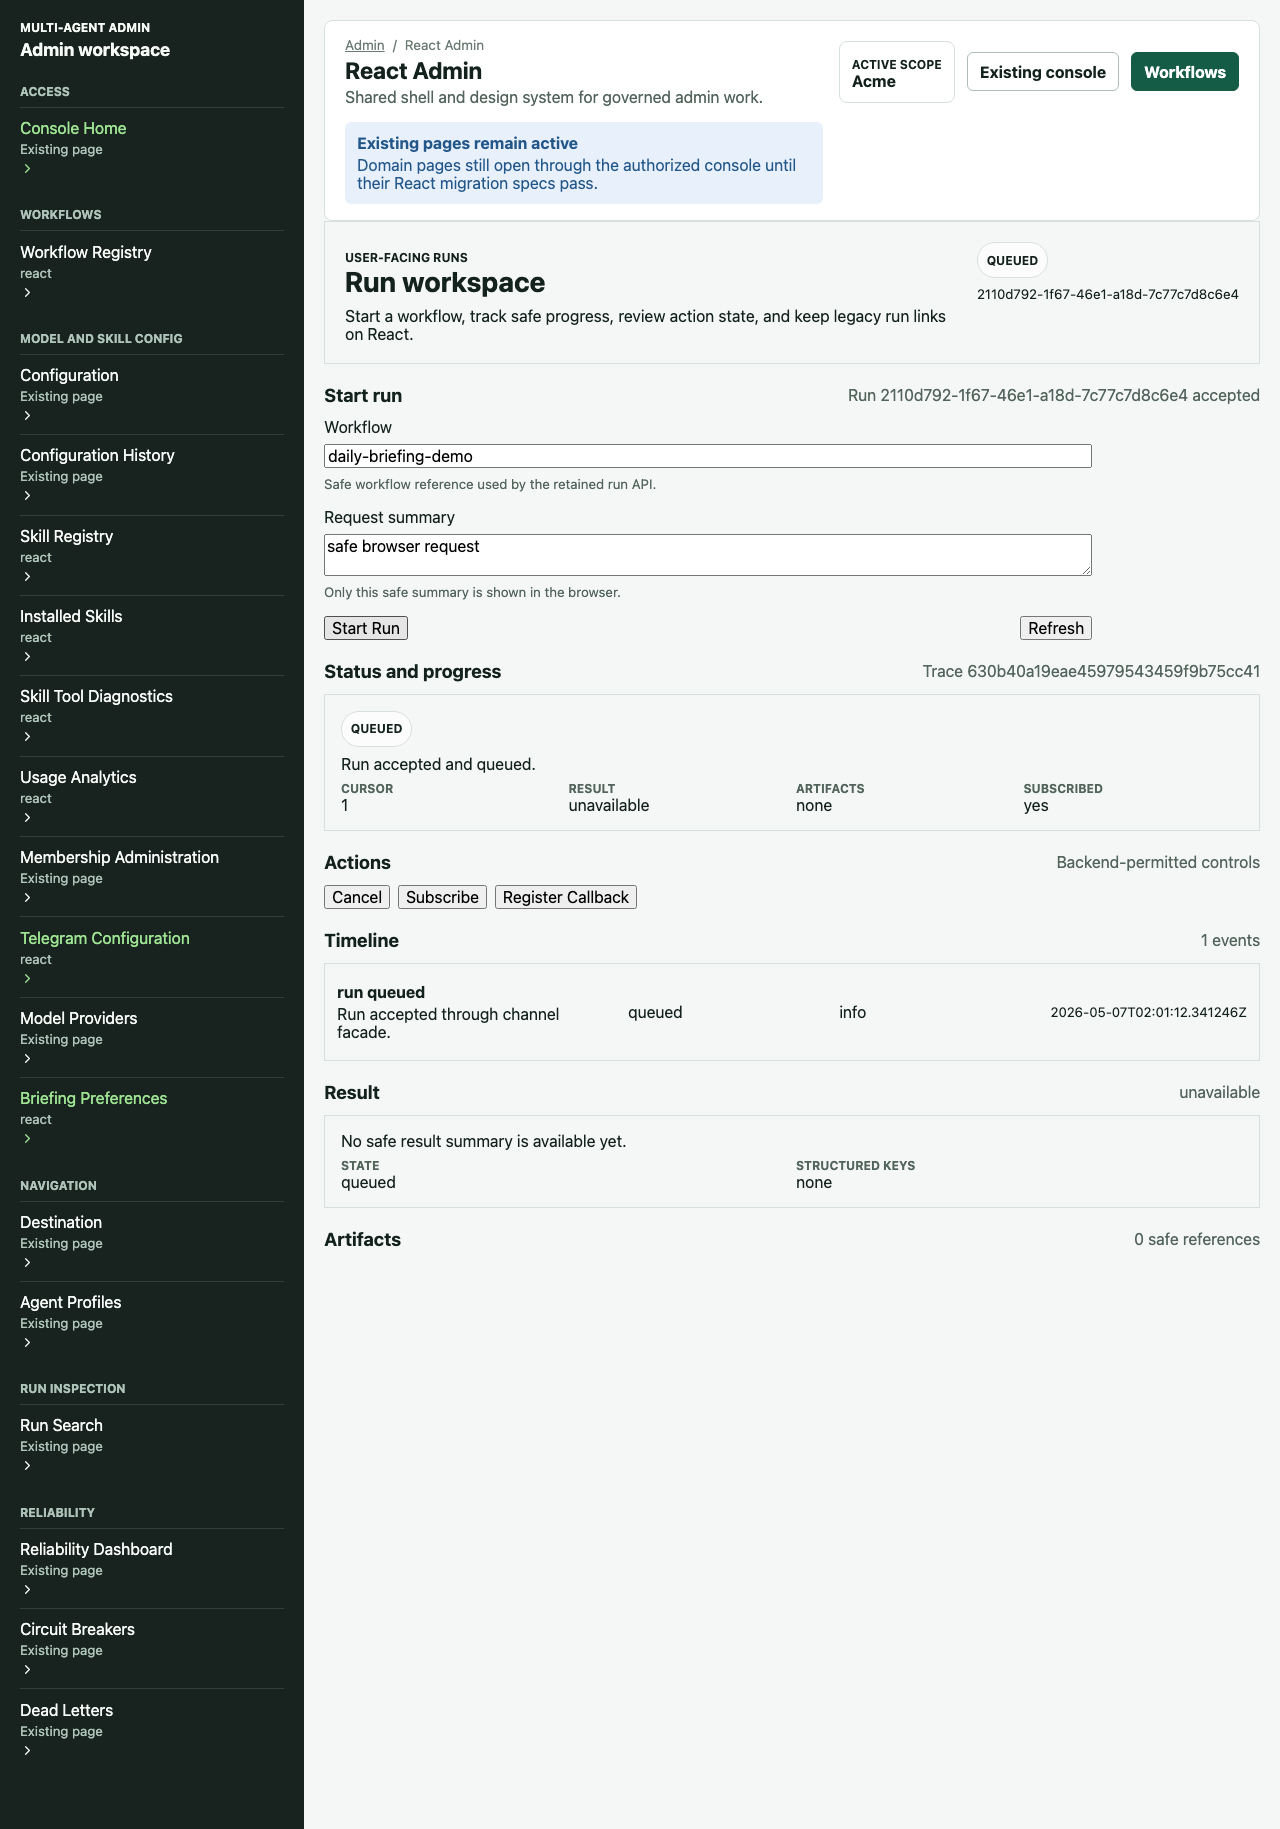 MULTI-AGENT ADMIN
Admin workspace
ACCESS
Console Home
Existing page
WORKFLOWS
Workflow Registry
react
MODEL AND SKILL CONFIG
Configuration
Existing page
Configuration History
Existing page
Skill Registry
react
Installed Skills
react
Skill Tool Diagnostics
react
Usage Analytics
react
Membership Administration
Existing page
Telegram Configuration
react
Model Providers
Existing page
Briefing Preferences
react
NAVIGATION
Destination
Existing page
Agent Profiles
Existing page
RUN INSPECTION
Run Search
Existing page
RELIABILITY
Reliability Dashboard
Existing page
Circuit Breakers
Existing page
Dead Letters
Existing page
Admin / React Admin
React Admin
Shared shell and design system for governed admin work.
ACTIVE SCOPE
Acme
Existing console
Workflows
Existing pages remain active
Domain pages still open through the authorized console until
their React migration specs pass.
USER-FACING RUNS
Run workspace
Start a workflow, track safe progress, review action state, and keep legacy run links
on React.
QUEUED
2110d792-1f67-46e1-a18d-7c77c7d8c6e4
Start run
Run 2110d792-1f67-46e1-a18d-7c77c7d8c6e4 accepted
Workflow
daily-briefing-demo
Safe workflow reference used by the retained run API.
Request summary
safe browser request
Only this safe summary is shown in the browser.
Start Run
Refresh
Status and progress
Trace 630b40a19eae45979543459f9b75cc41
QUEUED
Run accepted and queued.
CURSOR
1
RESULT
unavailable
ARTIFACTS
none
SUBSCRIBED
yes
Actions
Backend-permitted controls
Cancel
Subscribe
Register Callback
Timeline
1 events
run queued
Run accepted through channel
facade.
queued
info
2026-05-07T02:01:12.341246Z
Result
unavailable
No safe result summary is available yet.
STATE
queued
STRUCTURED KEYS
none
Artifacts
0 safe references